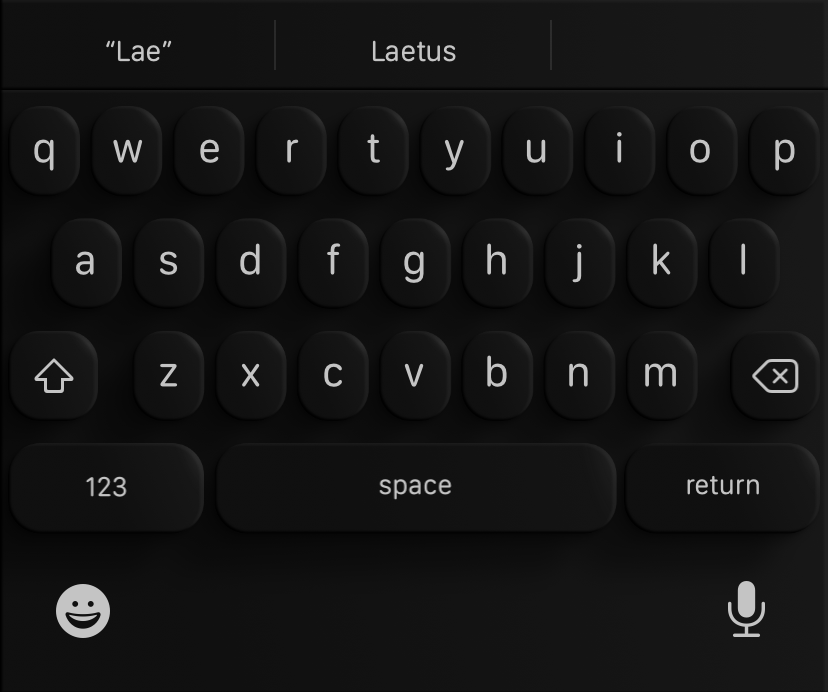 “Lae” Laetus
q w e r t y u i o p
a s d f g h j k l
z x c v b n m
123 space return